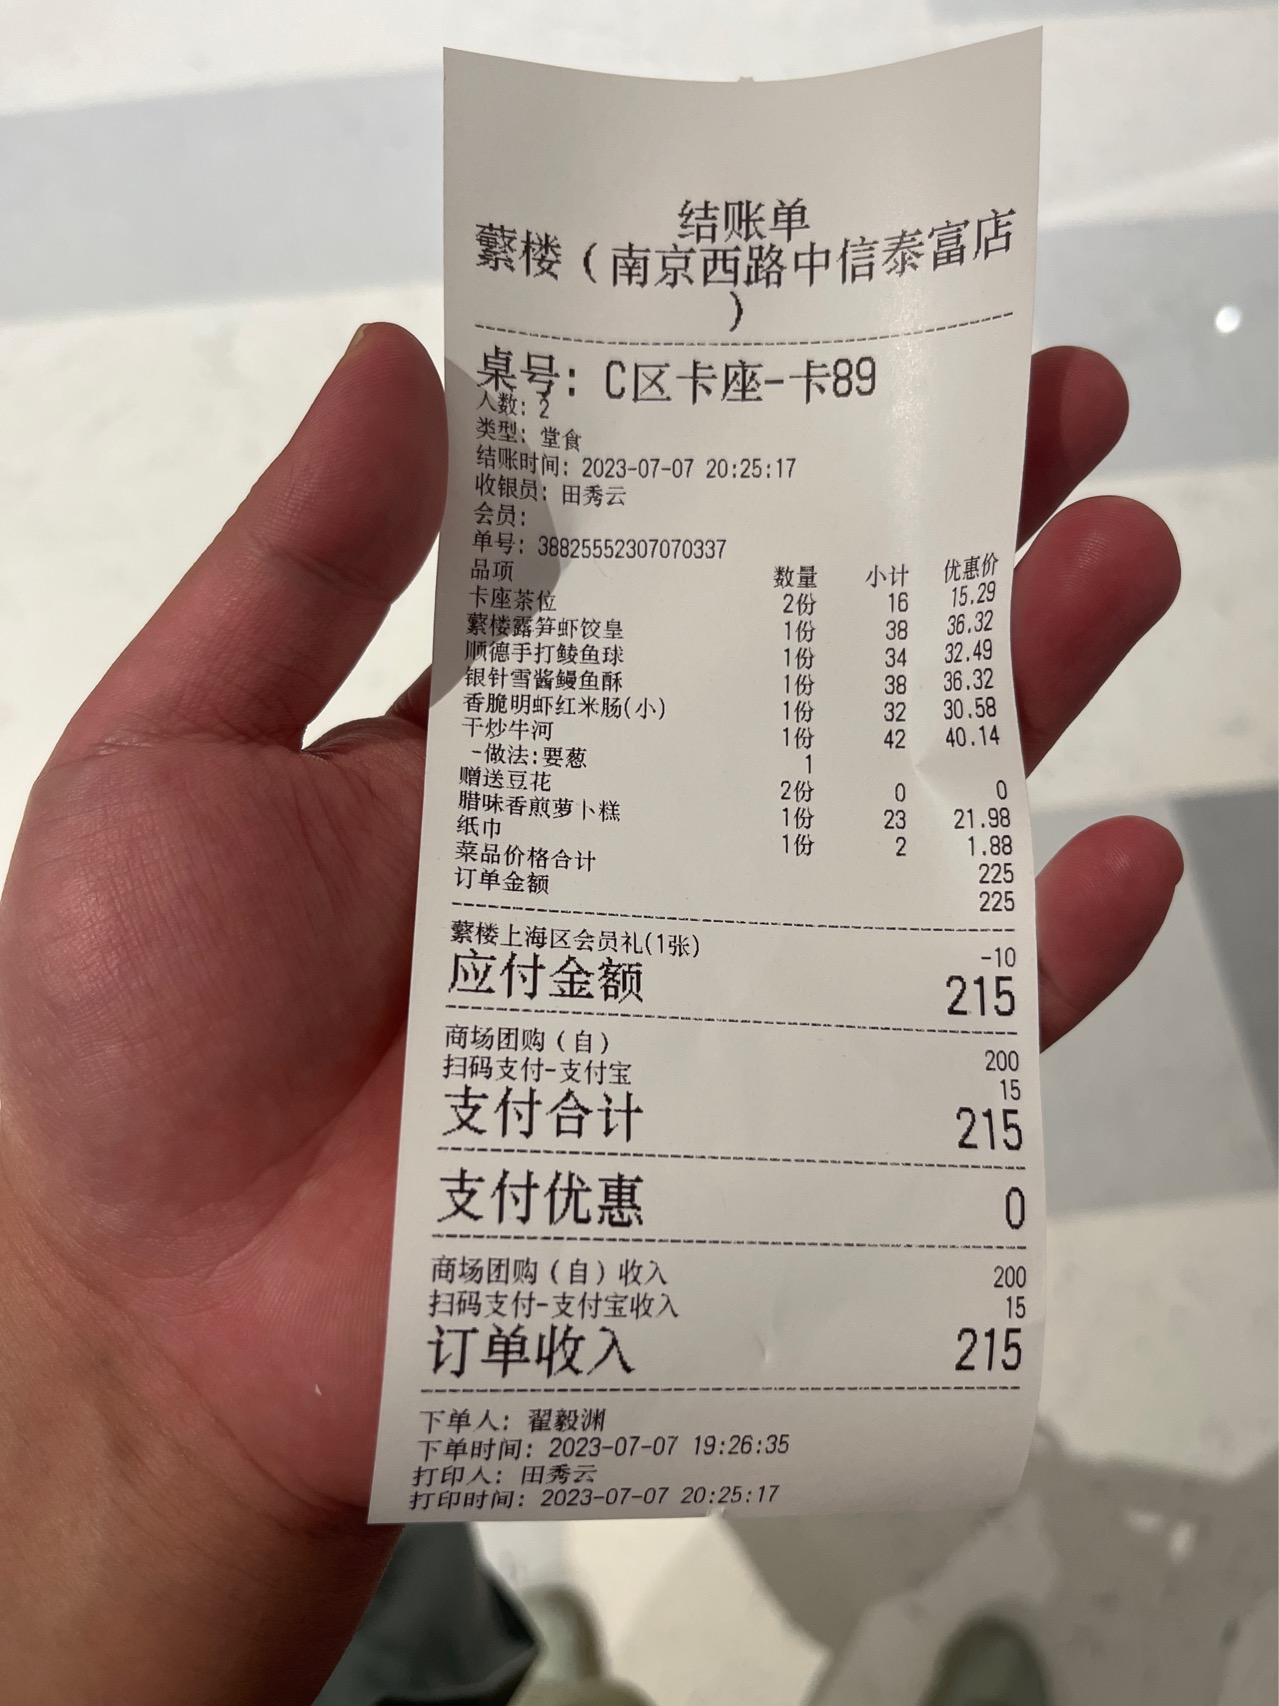 结账单
蘩楼（南京西路中信泰富店
）
桌号：C区卡座-卡89
人数：2
类型：堂食
结账时间：2023-07-07 20:25:17
收银员：田秀云
会员：
单号：38825552307070337
品项 数量 小计 优惠价
卡座茶位 2份 16 15.29
蘩楼露笋虾饺皇 1份 38 36.32
顺德手打鲮鱼球 1份 34 32.49
银针雪酱鳗鱼酥 1份 38 36.32
香脆明虾红米肠(小) 1份 32 30.58
干炒牛河 1份 42 40.14
-做法:要葱 1
赠送豆花 2份 0 0
腊味香煎萝卜糕 1份 23 21.98
纸巾 1份 2 1.88
菜品价格合计 225
订单金额 225
蘩楼上海区会员礼(1张) -10
应付金额 215
商场团购（自） 200
扫码支付-支付宝 15
支付合计 215
支付优惠 0
商场团购（自）收入 200
扫码支付-支付宝收入 15
订单收入 215
下单人：翟毅渊
下单时间：2023-07-07 19:26:35
打印人：田秀云
打印时间：2023-07-07 20:25:17